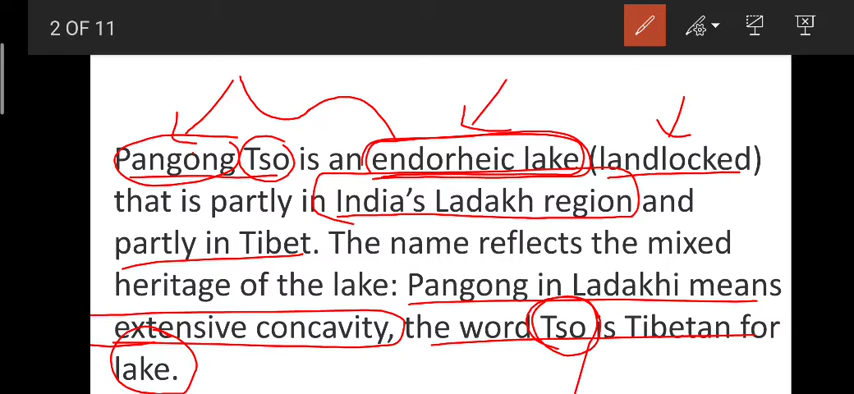 2 OF 11
Pangong Tso is an endorheic lake (landlocked)
that is partly in India's Ladakh region and
partly in Tibet. The name reflects the mixed
heritage of the lake: Pangong in Ladakhi means
extensive concavity, the word Tso is Tibetan for
lake.